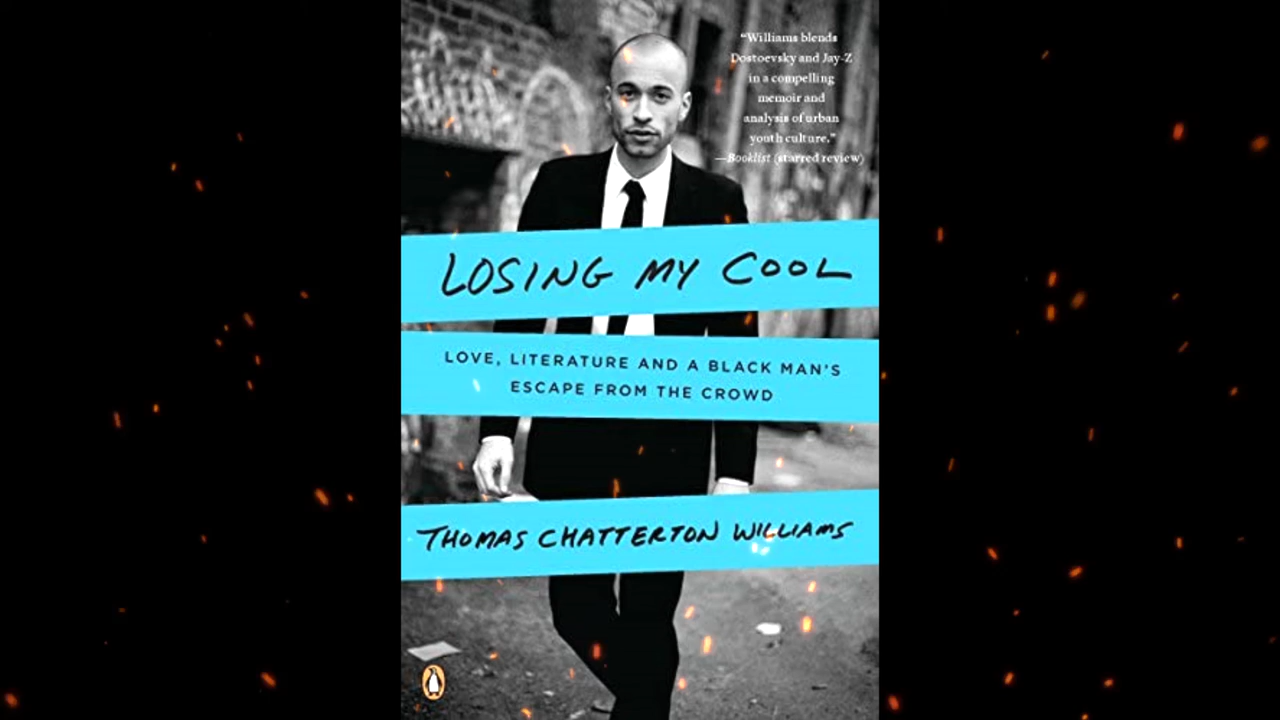 “Williams blends
Dostoevsky and Jay-Z
in a compelling
memoir and
analysis of urban
youth culture.”
—Booklist (starred review)
LOSING MY COOL
LOVE, LITERATURE AND A BLACK MAN'S
ESCAPE FROM THE CROWD
THOMAS CHATTERTON WILLIAMS